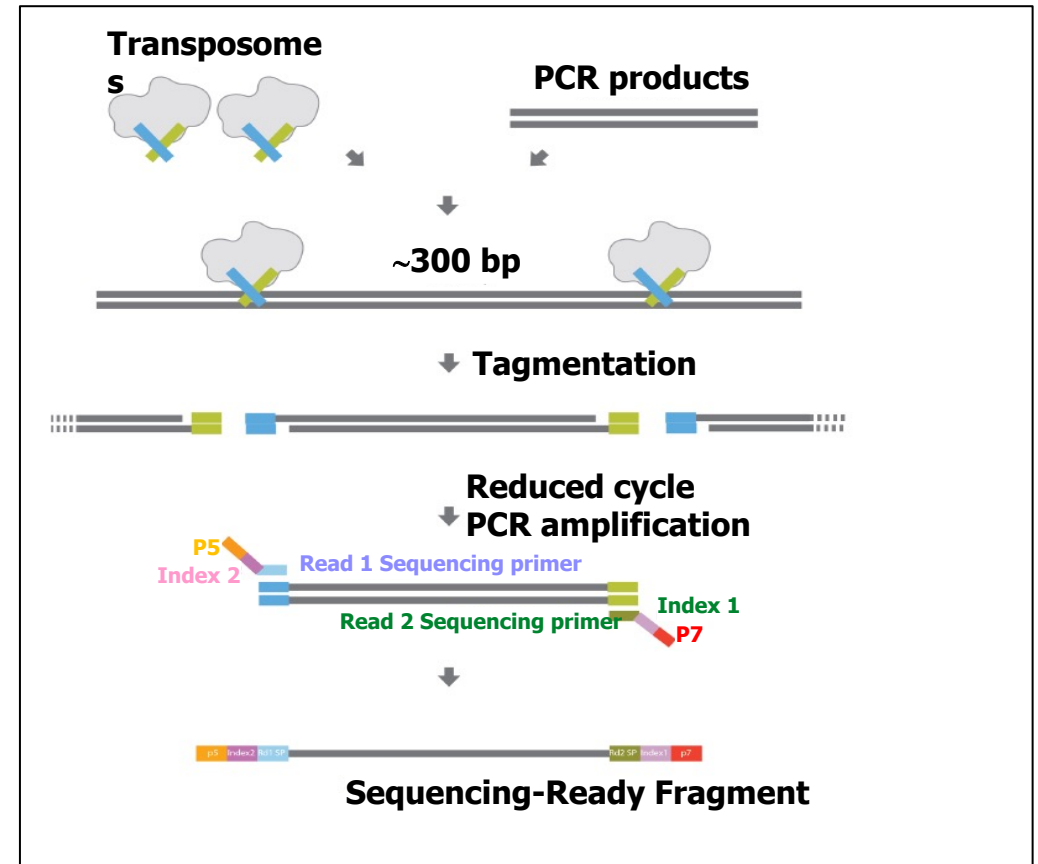 Transposome
s
PCR products
~300 bp
Tagmentation
Reduced cycle
PCR amplification
P5
Read 1 Sequencing primer
Index 2
Index 1
Read 2 Sequencing primer
P7
p5 Index2 Rd1 SP Rd2 SP Index1 p7
Sequencing-Ready Fragment